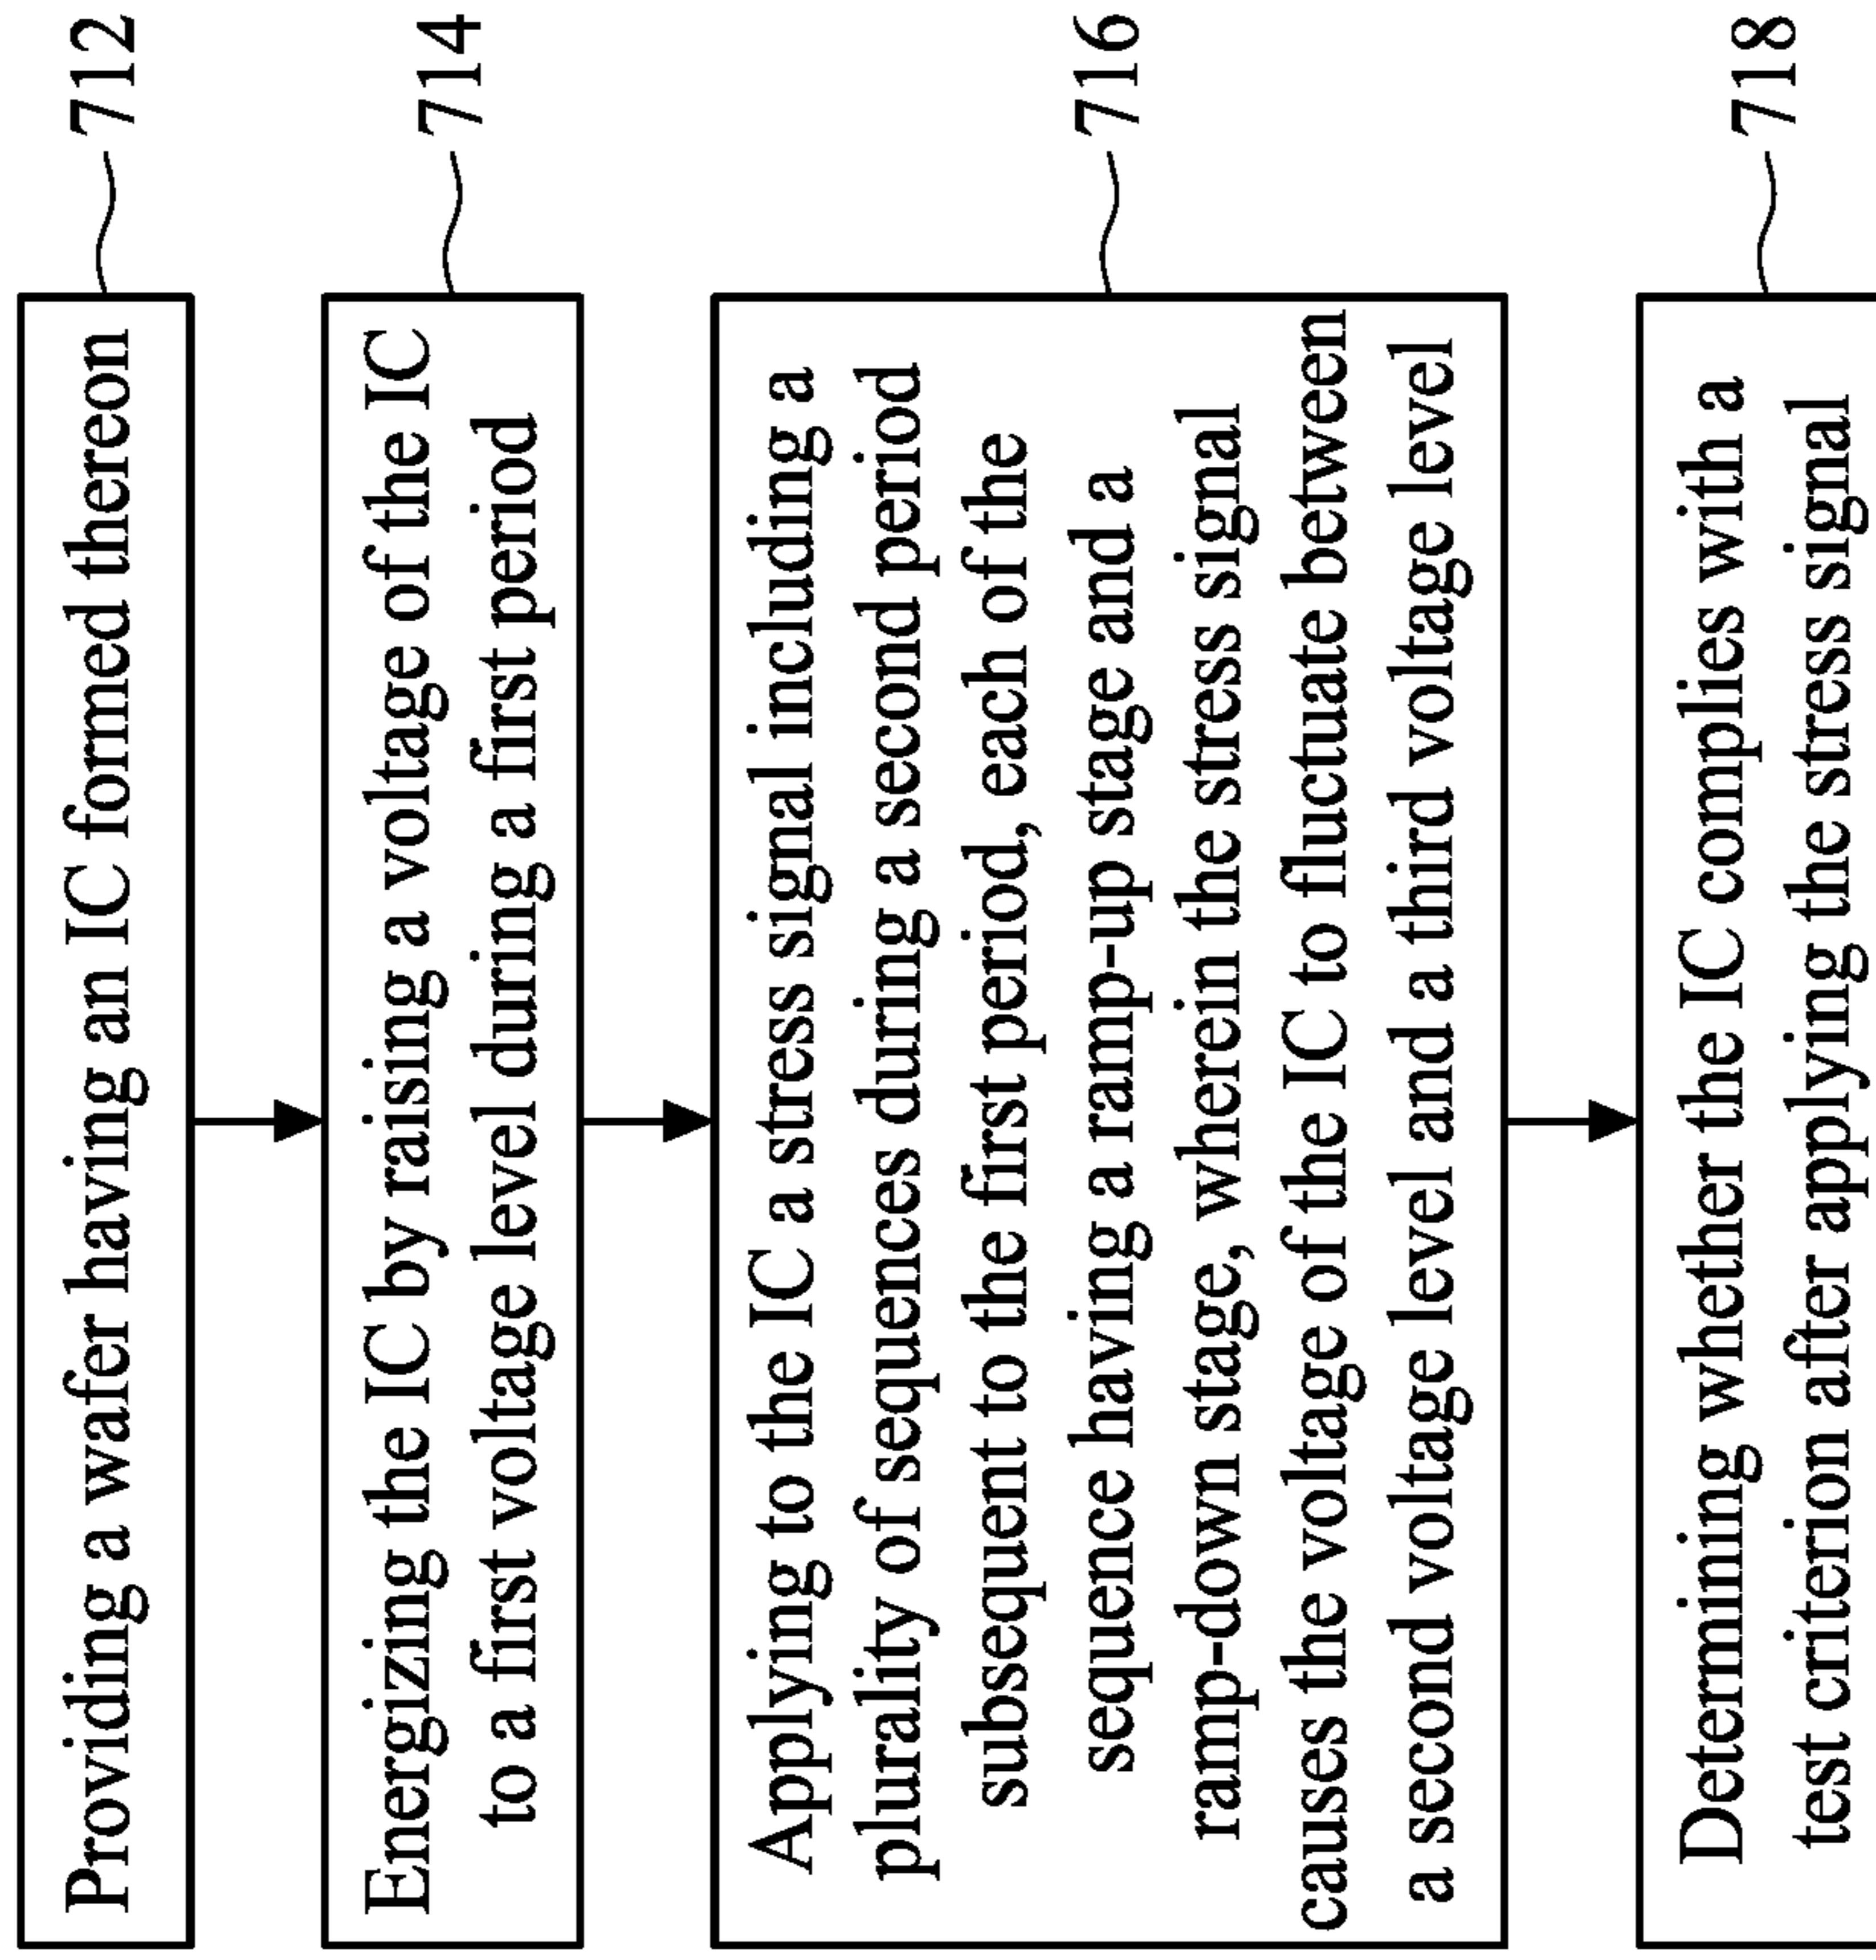 Providing a wafer having an IC formed thereon
712
Energizing the IC by raising a voltage of the IC
to a first voltage level during a first period
714
Applying to the IC a stress signal including a
plurality of sequences during a second period
subsequent to the first period, each of the
sequence having a ramp-up stage and a
ramp-down stage, wherein the stress signal
causes the voltage of the IC to fluctuate between
a second voltage level and a third voltage level
716
Determining whether the IC complies with a
test criterion after applying the stress signal
718